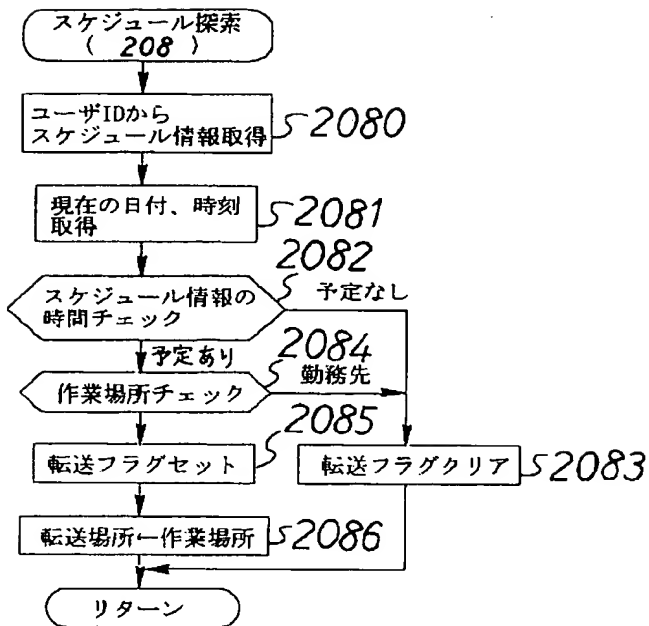 スケジュール探索
( 208 )
ユーザIDから
スケジュール情報取得
2080
現在の日付、時刻
取得
2081
2082
スケジュール情報の
時間チェック
予定なし
予定あり
2084
作業場所チェック
勤務先
2085
転送フラグセット
転送フラグクリア
2083
転送場所←作業場所
2086
リターン